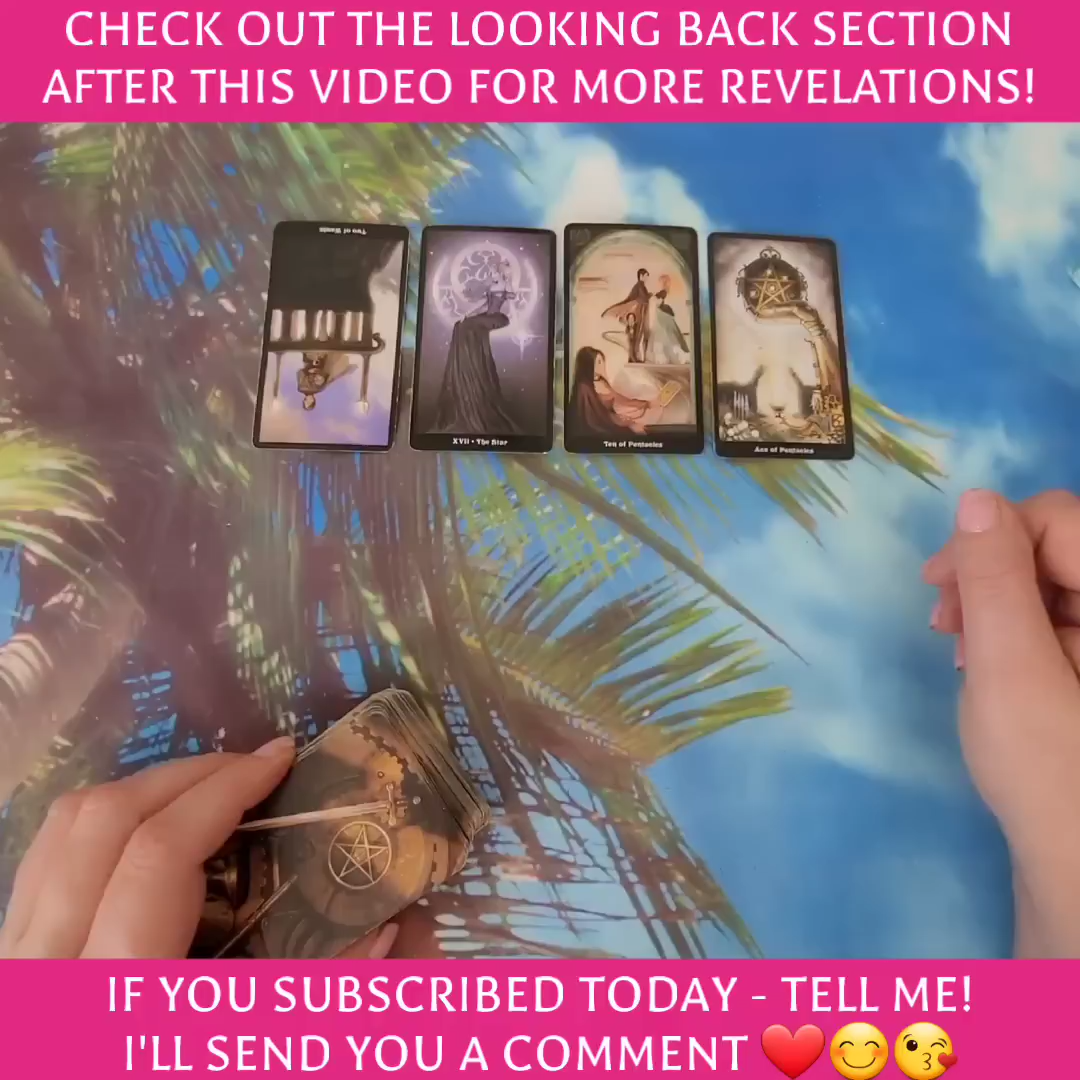 CHECK OUT THE LOOKING BACK SECTION
AFTER THIS VIDEO FOR MORE REVELATIONS!
Two of Wands
XVII • The Star
Ten of Pentacles
Ace of Pentacles
IF YOU SUBSCRIBED TODAY - TELL ME!
I'LL SEND YOU A COMMENT ❤️😊😘